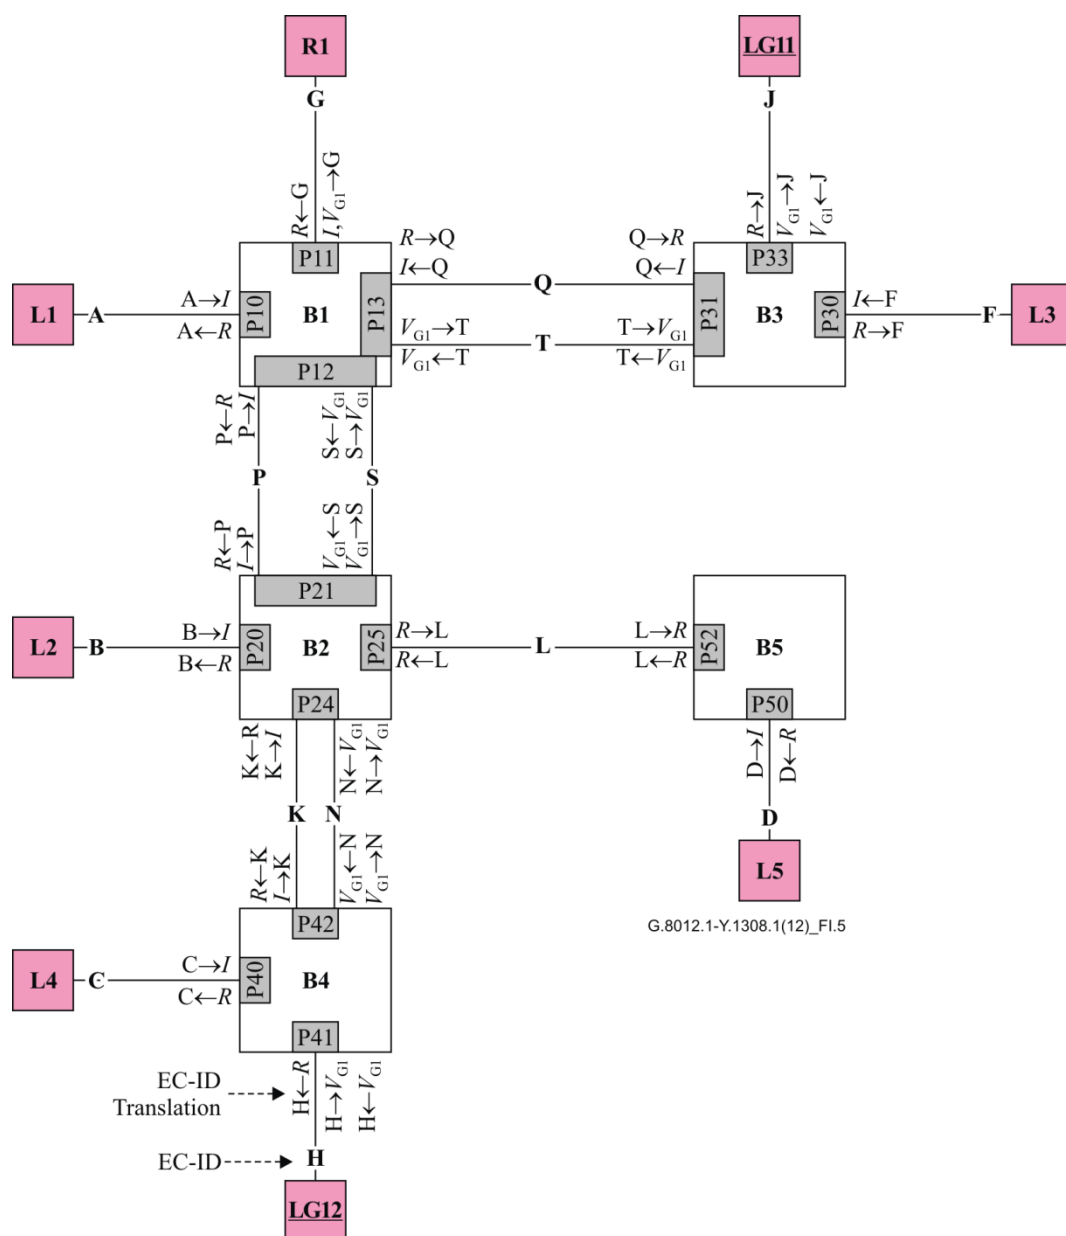 R1
LG11
G
J
R←G
I,VG1→G
R→J
VG1→J
VG1←J
P11
P33
R→Q
I←Q
Q→R
Q←I
Q
L1
A
A→I
A←R
P10
B1
P13
P31
B3
P30
I←F
R→F
F
L3
VG1→T
VG1←T
T
T→VG1
T←VG1
P12
P←R
P→I
S←VG1
S→VG1
P
S
R←P
I→P
VG1←S
VG1→S
P21
L2
B
B→I
B←R
P20
B2
P25
R→L
R←L
L
L→R
L←R
P52
B5
P24
P50
K←R
K→I
N←VG1
N→VG1
D→I
D←R
K
N
D
R←K
I→K
VG1←N
VG1→N
L5
P42
G.8012.1-Y.1308.1(12)_FI.5
L4
C
C→I
C←R
P40
B4
P41
EC-ID
Translation
H←R
H→VG1
H←VG1
EC-ID
H
LG12